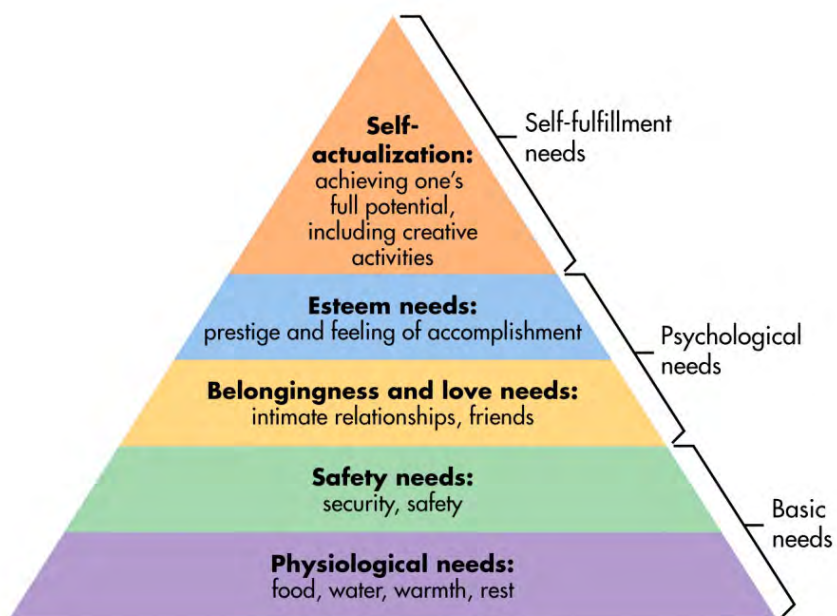 Self-
actualization:
achieving one's
full potential,
including creative
activities
Self-fulfillment
needs
Esteem needs:
prestige and feeling of accomplishment
Psychological
needs
Belongingness and love needs:
intimate relationships, friends
Safety needs:
security, safety
Basic
needs
Physiological needs:
food, water, warmth, rest